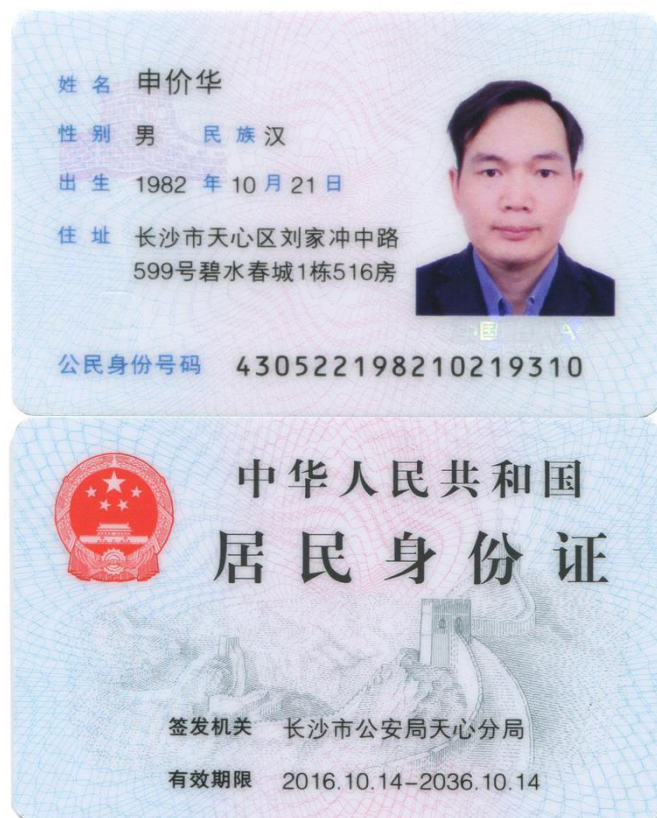 姓名 申价华
性别 男 民族 汉
出生 1982 年 10 月 21 日
住址 长沙市天心区刘家冲中路
599号碧水春城1栋516房
公民身份号码 430522198210219310
中华人民共和国
居民身份证
签发机关 长沙市公安局天心分局
有效期限 2016.10.14-2036.10.14